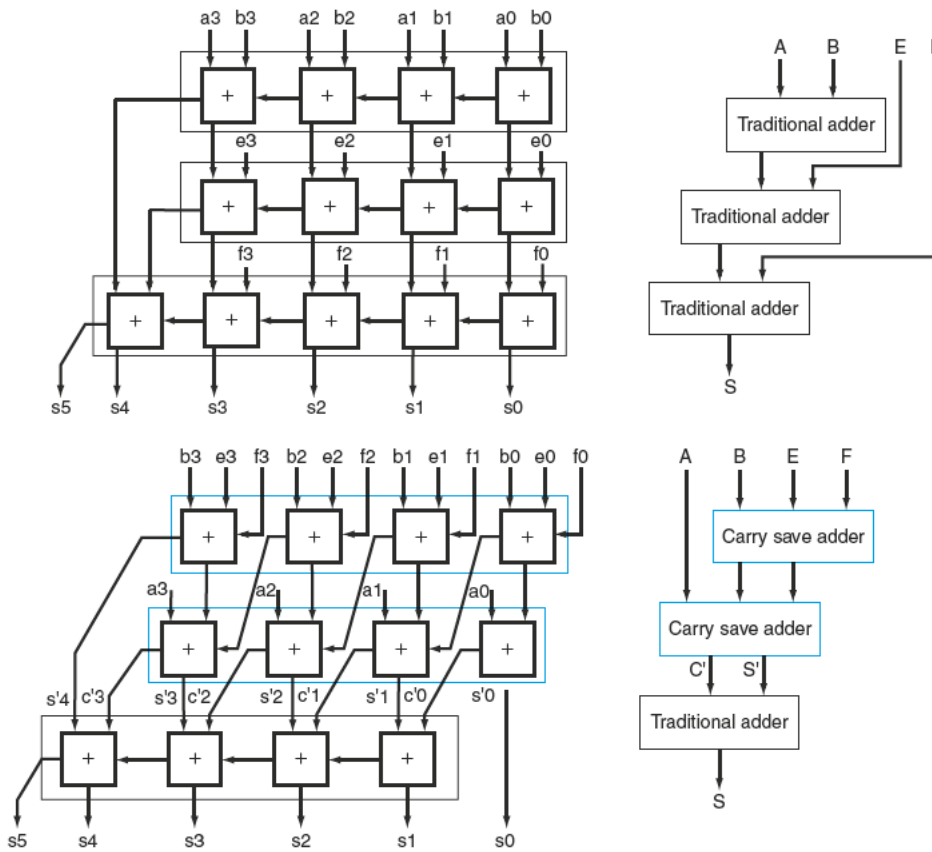 a3 b3 a2 b2 a1 b1 a0 b0
+ + + +
e3 e2 e1 e0
+ + + +
f3 f2 f1 f0
+ + + + +
s5 s4 s3 s2 s1 s0
A B E
Traditional adder
Traditional adder
Traditional adder
S
b3 e3 f3 b2 e2 f2 b1 e1 f1 b0 e0 f0
+ + + +
a3 a2 a1 a0
+ + + +
s'4 c'3 s'3 c'2 s'2 c'1 s'1 c'0 s'0
+ + + +
s5 s4 s3 s2 s1 s0
A B E F
Carry save adder
Carry save adder
C' S'
Traditional adder
S